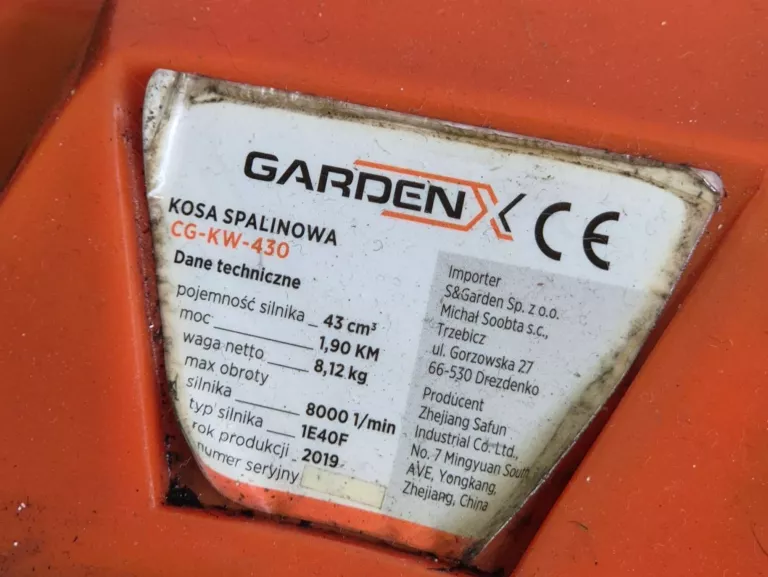 GARDENX CE
KOSA SPALINOWA
CG-KW-430
Dane techniczne
pojemność silnika 43 cm³
moc 1,90 KM
waga netto 8,12 kg
max obroty
silnika 8000 1/min
typ silnika 1E40F
rok produkcji 2019
numer seryjny
Importer
S&Garden Sp. z o.o.
Michał Soobta s.c.,
Trzebicz
ul. Gorzowska 27
66-530 Drezdenko
Producent
Zhejiang Safun
Industrial Co. Ltd,
No. 7 Mingyuan South
AVE, Yongkang,
Zhejiang, China